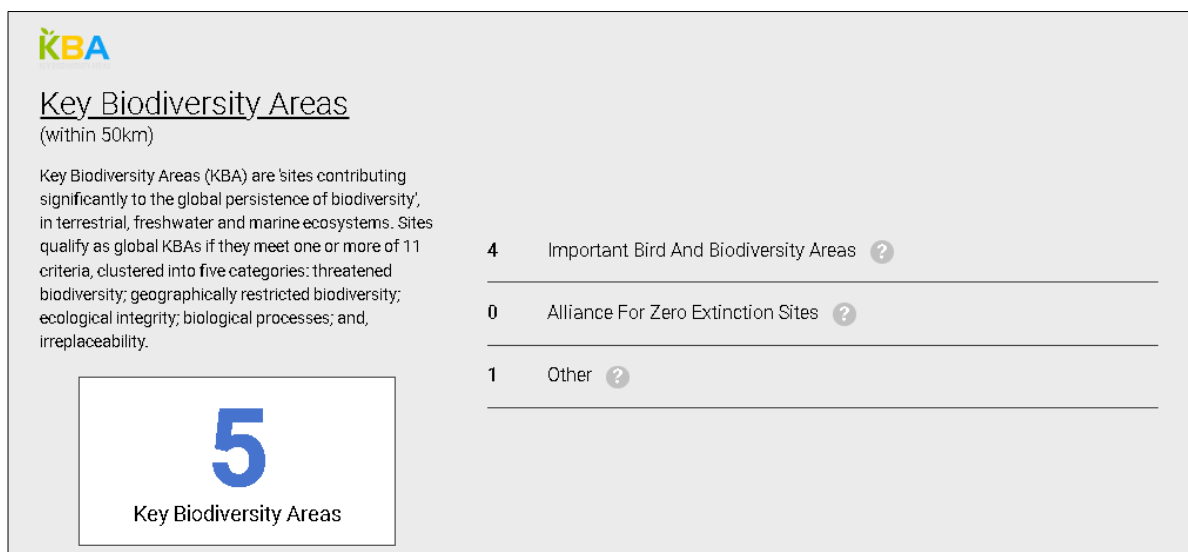 KBA
Key Biodiversity Areas
(within 50km)
Key Biodiversity Areas (KBA) are 'sites contributing
significantly to the global persistence of biodiversity',
in terrestrial, freshwater and marine ecosystems. Sites
qualify as global KBAs if they meet one or more of 11
criteria, clustered into five categories: threatened
biodiversity; geographically restricted biodiversity;
ecological integrity; biological processes; and,
irreplaceability.
5
Key Biodiversity Areas
4 Important Bird And Biodiversity Areas ?
0 Alliance For Zero Extinction Sites ?
1 Other ?